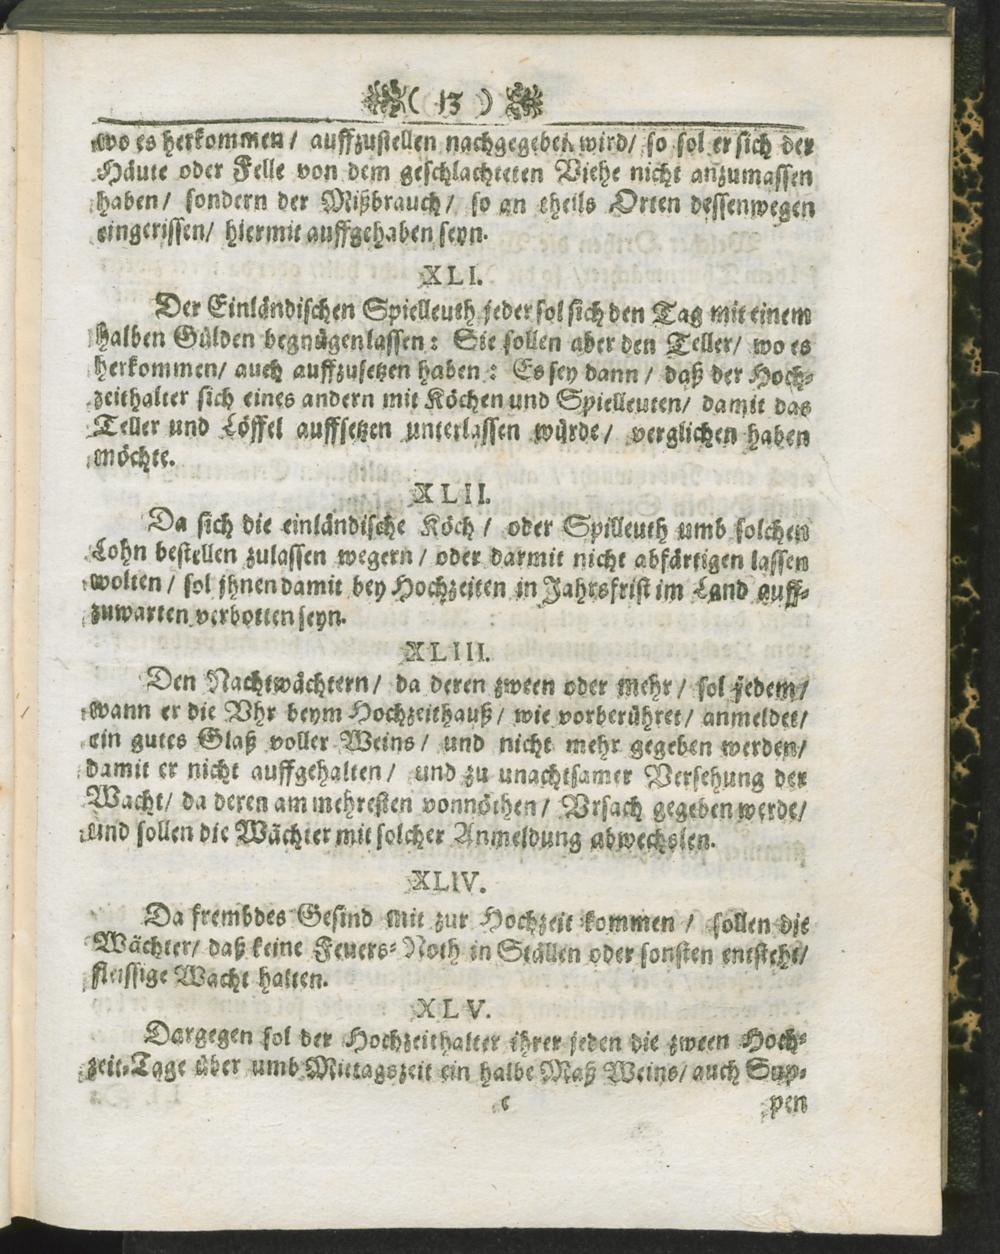 ( 13 )
wo es herkommen / auffzustellen nachgegeben wird / so sol er sich der
Häute oder Felle von dem geschlachteten Viehe nicht anzumassen
haben / sondern der Mißbrauch / so an theils Orten dessenwegen
eingerissen / hiermit auffgehaben seyn.
XLI.
Der Einländischen Spielleuth jeder sol sich den Tag mit einem
halben Gülden begnügen lassen : Sie sollen aber den Teller / wo es
herkommen / auch auffzusetzen haben : Es sey dann / daß der Hoch-
zeithalter sich eines andern mit Köchen und Spielleuten / damit das
Teller und Löffel auffsetzen unterlassen würde / verglichen haben
möchte.
XLII.
Da sich die einländische Köch / oder Spilleuth umb solchen
Lohn bestellen zulassen wegern / oder darmit nicht abfärtigen lassen
wolten / sol jhnen damit bey Hochzeiten in Jahrsfrist im Land auff-
zuwarten verbotten seyn.
XLIII.
Den Nachtwächtern / da deren zween oder mehr / sol jedem /
wann er die Vhr beym Hochzeithauß / wie vorberühret / anmeldet /
ein gutes Glaß voller Weins / und nicht mehr gegeben werden /
damit er nicht auffgehalten / und zu unachtsamer Versehung der
Wacht / da deren am mehresten vonnöthen / Vrsach gegeben werde /
und sollen die Wächter mit solcher Anmeldung abwechslen.
XLIV.
Da frembdes Gesind mit zur Hochzeit kommen / sollen die
Wächter / daß keine Feuers-Noth in Ställen oder sonsten entsteht /
fleissige Wacht halten.
XLV.
Dargegen sol der Hochzeithalter ihrer jeden die zween Hoch-
zeit-Tage über umb Mittagszeit ein halbe Maß Weins / auch Sup-
c pen